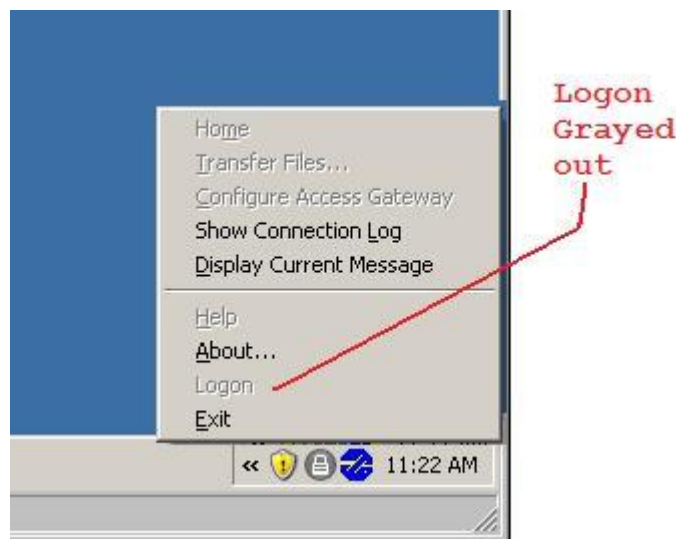 Logon
Grayed
out
Home
Transfer Files...
Configure Access Gateway
Show Connection Log
Display Current Message
Help
About...
Logon
Exit
« 11:22 AM